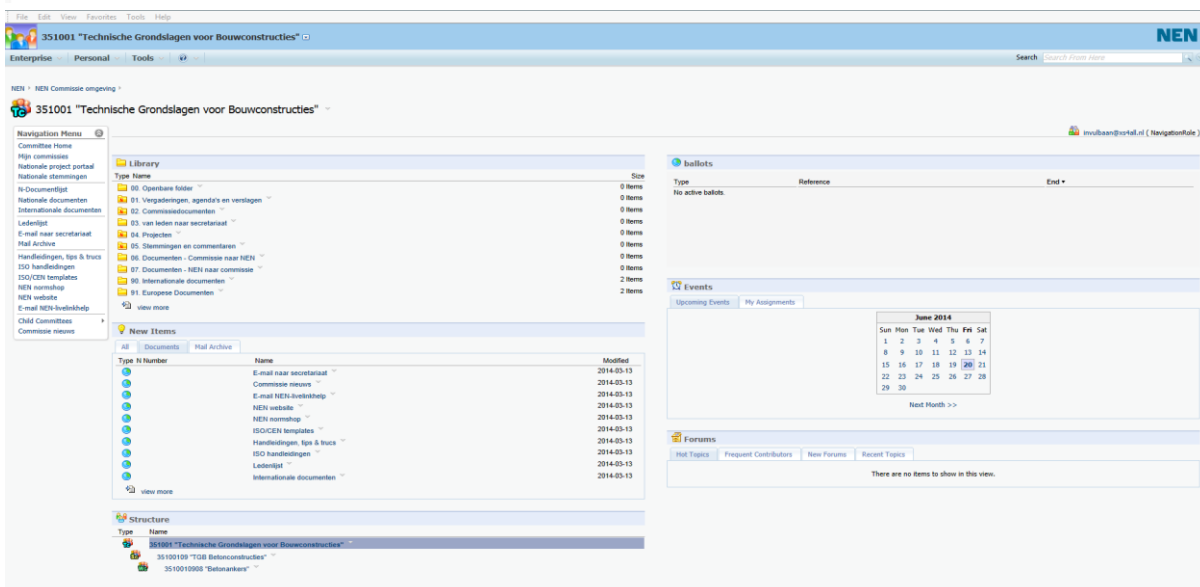 File Edit View Favorites Tools Help
351001 "Technische Grondslagen voor Bouwconstructies"
NEN
Enterprise Personal Tools
Search Search From Here
NEN NEN Commissie omgeving
351001 "Technische Grondslagen voor Bouwconstructies"
invulbaan@xs4all.nl ( NavigationRole )
Navigation Menu
Committee Home
Mijn commissies
Nationale project portaal
Nationale stemmingen
N-Documentlijst
Nationale documenten
Internationale documenten
Ledenlijst
E-mail naar secretariaat
Mail Archive
Handleidingen, tips & trucs
ISO handleidingen
ISO/CEN templates
NEN normshop
NEN website
E-mail NEN-livelinkhelp
Child Committees
Commissie nieuws
Library
Type Name Size
00. Openbare folder 0 Items
01. Vergaderingen, agenda's en verslagen 0 Items
02. Commissiedocumenten 0 Items
03. van leden naar secretariaat 0 Items
04. Projecten 0 Items
05. Stemmingen en commentaren 0 Items
06. Documenten - Commissie naar NEN 0 Items
07. Documenten - NEN naar commissie 0 Items
90. Internationale documenten 2 Items
91. Europese Documenten 2 Items
view more
New Items
All Documents Mail Archive
Type N Number Name Modified
E-mail naar secretariaat 2014-03-13
Commissie nieuws 2014-03-13
E-mail NEN-livelinkhelp 2014-03-13
NEN website 2014-03-13
NEN normshop 2014-03-13
ISO/CEN templates 2014-03-13
Handleidingen, tips & trucs 2014-03-13
ISO handleidingen 2014-03-13
Ledenlijst 2014-03-13
Internationale documenten 2014-03-13
view more
Structure
Type Name
351001 "Technische Grondslagen voor Bouwconstructies"
35100109 "TGB Betonconstructies"
3510010908 "Betonankers"
ballots
Type Reference End
No active ballots.
Events
Upcoming Events My Assignments
June 2014
Sun Mon Tue Wed Thu Fri Sat
1 2 3 4 5 6 7
8 9 10 11 12 13 14
15 16 17 18 19 20 21
22 23 24 25 26 27 28
29 30
Next Month >>
Forums
Hot Topics Frequent Contributors New Forums Recent Topics
There are no items to show in this view.